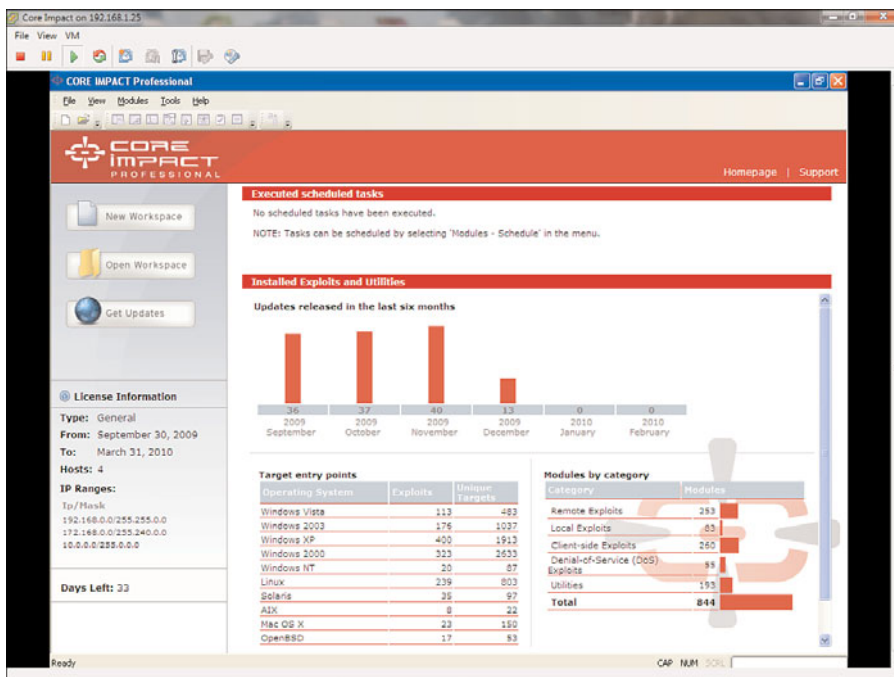 Core Impact on 192.168.1.25
File View VM
CORE IMPACT Professional
File View Modules Tools Help
CORE IMPACT
PROFESSIONAL
Homepage | Support
New Workspace
Open Workspace
Get Updates
License Information
Type: General
From: September 30, 2009
To: March 31, 2010
Hosts: 4
IP Ranges:
Ip/Mask
192.168.0.0/255.255.0.0
172.168.0.0/255.240.0.0
10.0.0.0/255.0.0.0
Days Left: 33
Executed scheduled tasks
No scheduled tasks have been executed.
NOTE: Tasks can be scheduled by selecting 'Modules - Schedule' in the menu.
Installed Exploits and Utilities
Updates released in the last six months
36 37 40 13 0 0
2009 2009 2009 2009 2010 2010
September October November December January February
Target entry points
Operating System Exploits Unique Targets
Windows Vista 113 483
Windows 2003 176 1037
Windows XP 400 1913
Windows 2000 323 2633
Windows NT 20 87
Linux 239 803
Solaris 35 97
AIX 8 22
Mac OS X 23 150
OpenBSD 17 53
Modules by category
Category Modules
Remote Exploits 253
Local Exploits 83
Client-side Exploits 260
Denial-of-Service (DoS) Exploits 55
Utilities 193
Total 844
Ready
CAP NUM SCRL